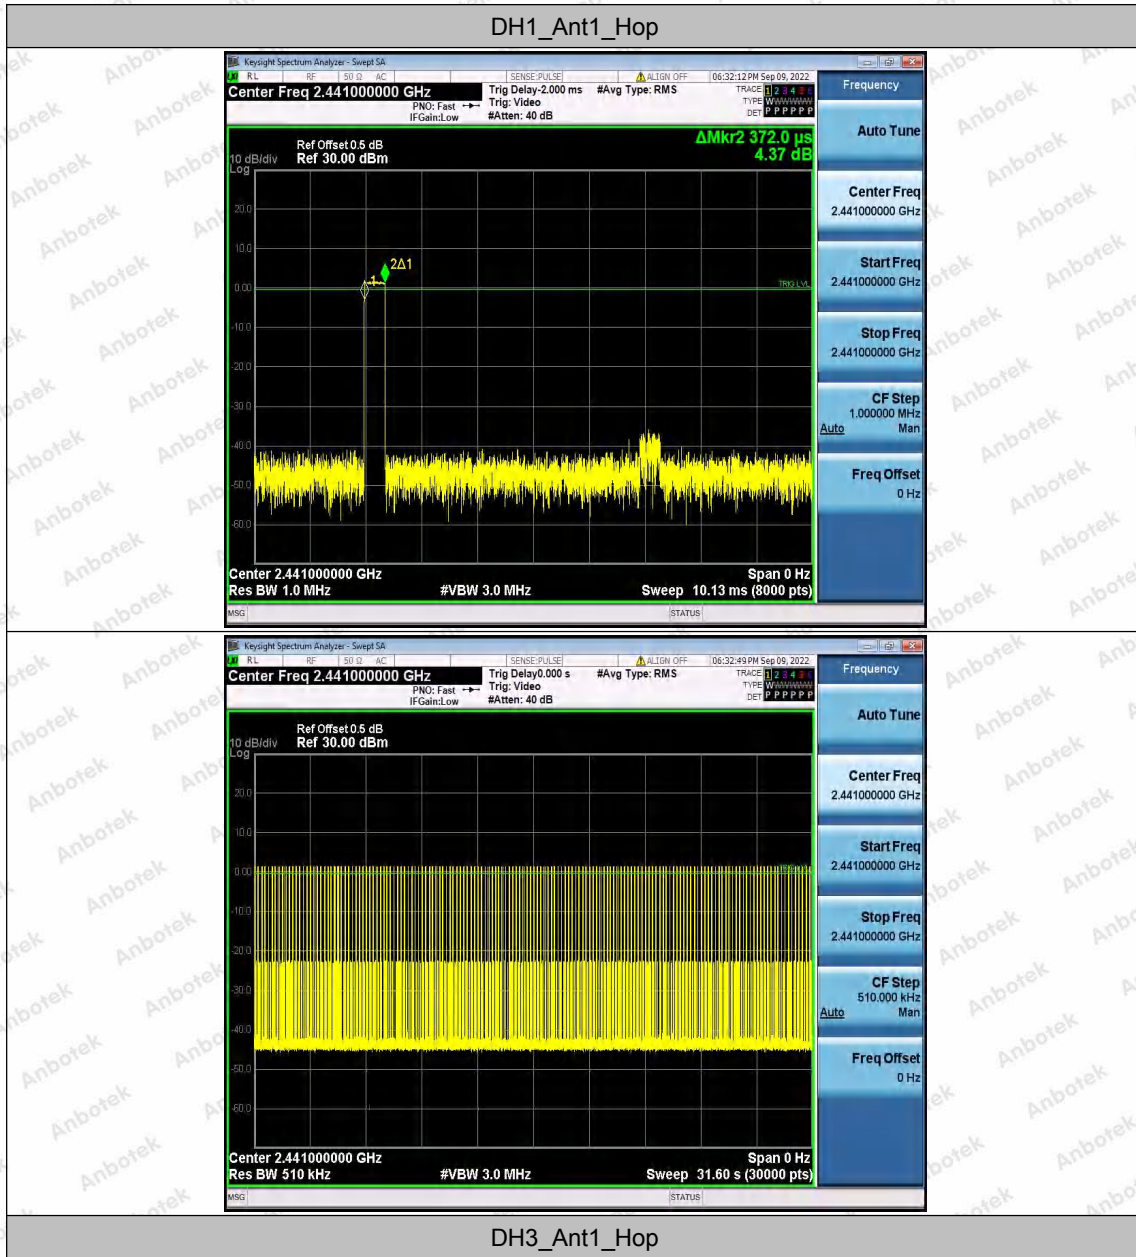 DH1_Ant1_Hop
Keysight Spectrum Analyzer - Swept SA
RL RF 50 Ω AC SENSE:PULSE ALIGN OFF 06:32:12 PM Sep 09, 2022
Center Freq 2.441000000 GHz
PNO: Fast
IFGain:Low
Trig Delay-2.000 ms
Trig: Video
#Atten: 40 dB
#Avg Type: RMS
TRACE 1 2 3 4 5 6
TYPE WWWWWW
DET P P P P P P
Frequency
ΔMkr2 372.0 µs
4.37 dB
Ref Offset 0.5 dB
10 dB/div Ref 30.00 dBm
Log
20.0
10.0
0.00
-10.0
-20.0
-30.0
-40.0
-50.0
-60.0
2Δ1
1
TRIG LVL
Center 2.441000000 GHz Span 0 Hz
Res BW 1.0 MHz #VBW 3.0 MHz Sweep 10.13 ms (8000 pts)
MSG STATUS
Auto Tune
Center Freq
2.441000000 GHz
Start Freq
2.441000000 GHz
Stop Freq
2.441000000 GHz
CF Step
1.000000 MHz
Auto Man
Freq Offset
0 Hz
Keysight Spectrum Analyzer - Swept SA
RL RF 50 Ω AC SENSE:PULSE ALIGN OFF 06:32:49 PM Sep 09, 2022
Center Freq 2.441000000 GHz
PNO: Fast
IFGain:Low
Trig Delay0.000 s
Trig: Video
#Atten: 40 dB
#Avg Type: RMS
TRACE 1 2 3 4 5 6
TYPE WWWWWW
DET P P P P P P
Frequency
Ref Offset 0.5 dB
10 dB/div Ref 30.00 dBm
Log
20.0
10.0
0.00
-10.0
-20.0
-30.0
-40.0
-50.0
-60.0
Center 2.441000000 GHz Span 0 Hz
Res BW 510 kHz #VBW 3.0 MHz Sweep 31.60 s (30000 pts)
MSG STATUS
Auto Tune
Center Freq
2.441000000 GHz
Start Freq
2.441000000 GHz
Stop Freq
2.441000000 GHz
CF Step
510.000 kHz
Auto Man
Freq Offset
0 Hz
DH3_Ant1_Hop
Anbotek